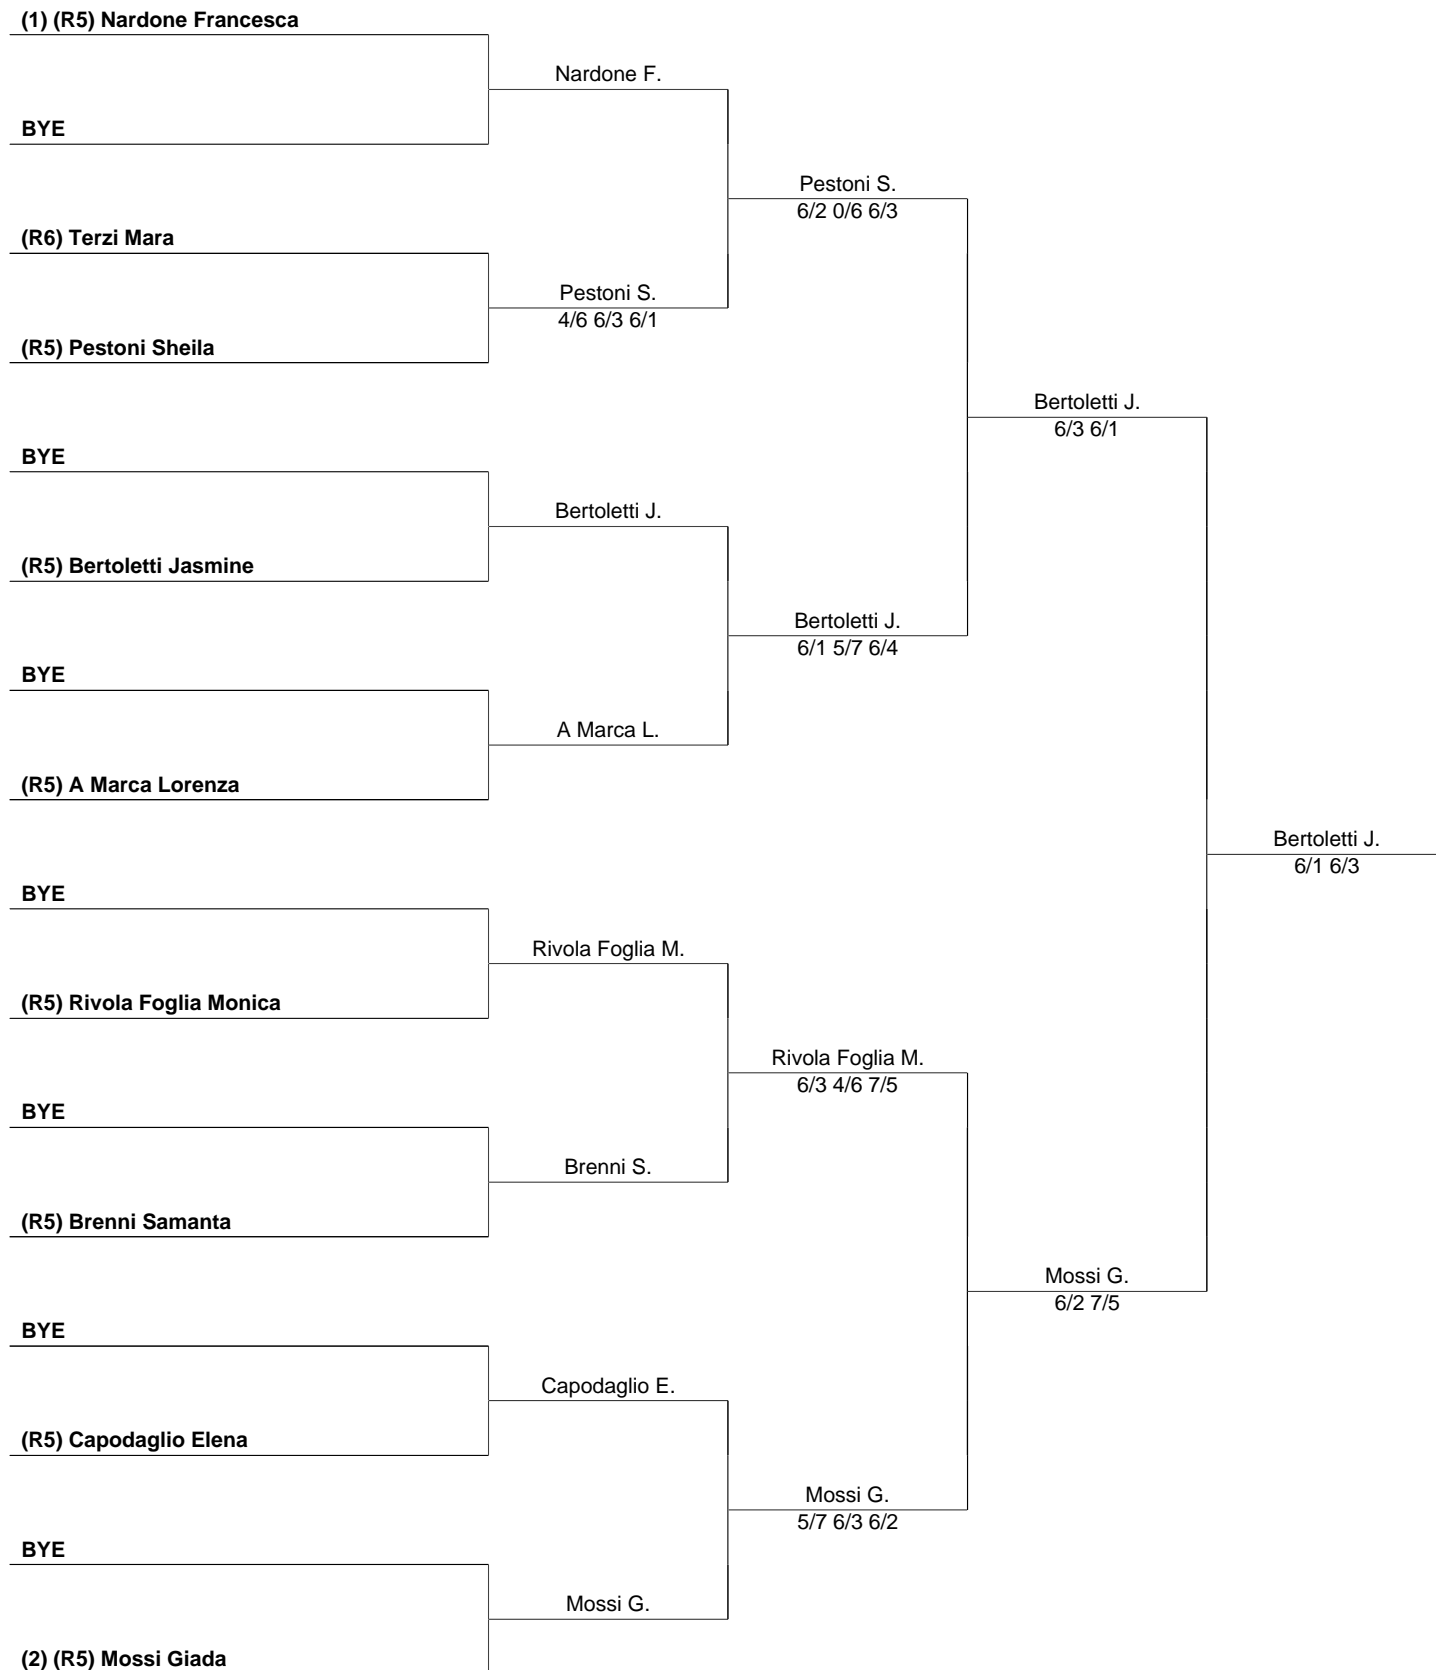 (1) (R5) Nardone Francesca
Nardone F.
BYE
Pestoni S.
6/2 0/6 6/3
(R6) Terzi Mara
Pestoni S.
4/6 6/3 6/1
(R5) Pestoni Sheila
Bertoletti J.
6/3 6/1
BYE
Bertoletti J.
(R5) Bertoletti Jasmine
Bertoletti J.
6/1 5/7 6/4
BYE
A Marca L.
(R5) A Marca Lorenza
Bertoletti J.
6/1 6/3
BYE
Rivola Foglia M.
(R5) Rivola Foglia Monica
Rivola Foglia M.
6/3 4/6 7/5
BYE
Brenni S.
(R5) Brenni Samanta
Mossi G.
6/2 7/5
BYE
Capodaglio E.
(R5) Capodaglio Elena
Mossi G.
5/7 6/3 6/2
BYE
Mossi G.
(2) (R5) Mossi Giada